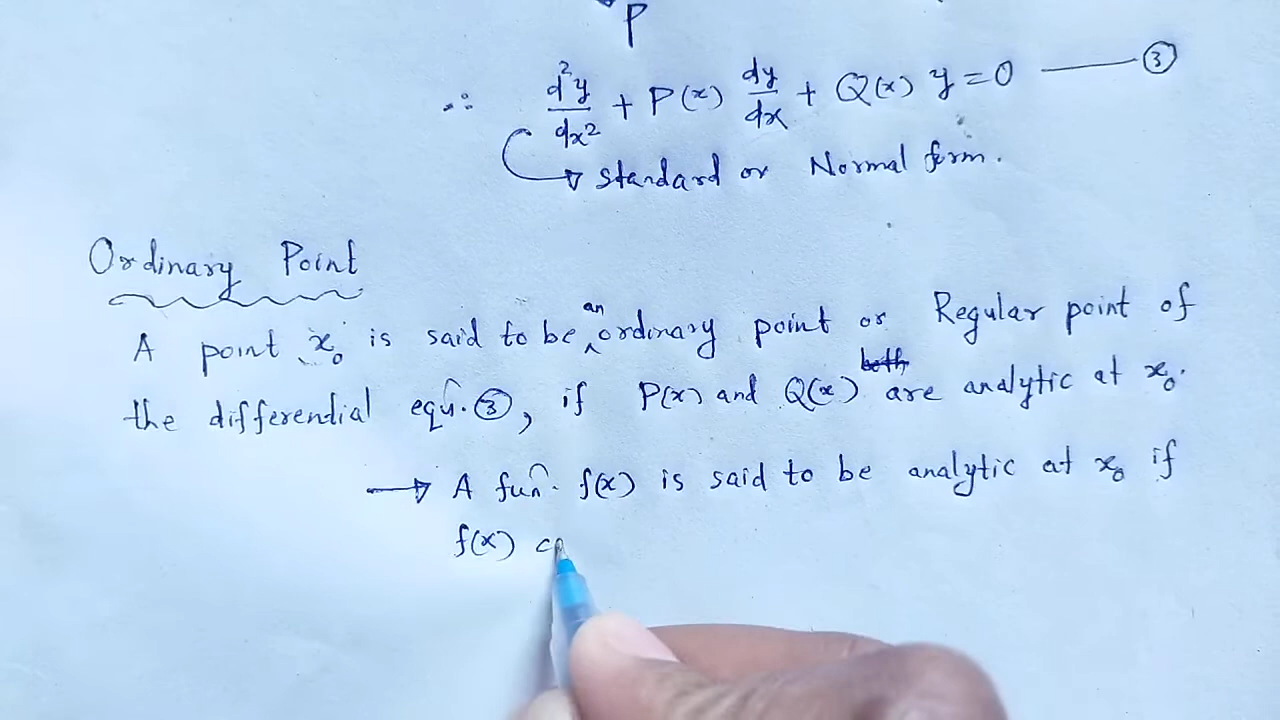 P
∴ d²y/dx² + P(x) dy/dx + Q(x) y = 0 —— ③
→ Standard or Normal form.
Ordinary Point
A point x₀ is said to be an ordinary point or Regular point of
the differential equn. ③, if P(x) and Q(x) both are analytic at x₀.
→ A fun. f(x) is said to be analytic at x₀ if
f(x)